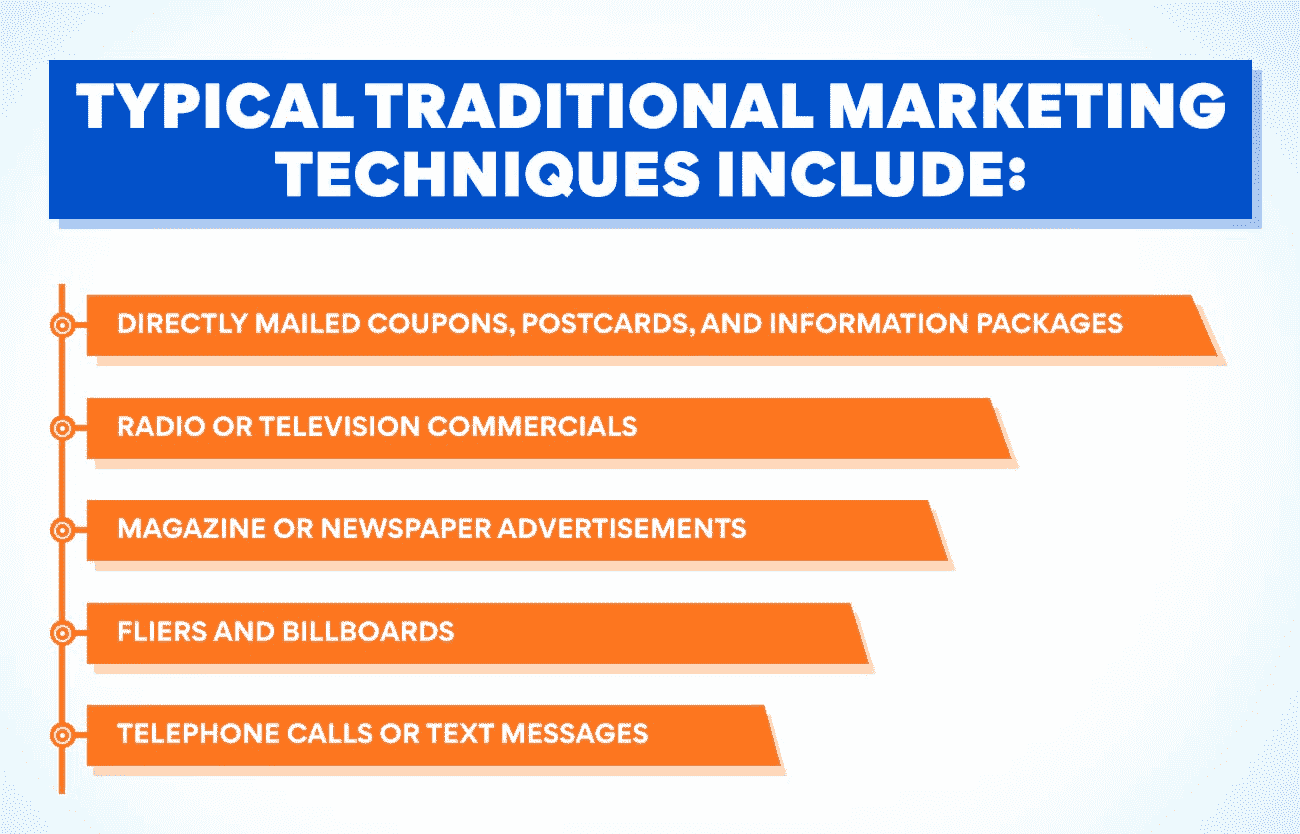 TYPICAL TRADITIONAL MARKETING
TECHNIQUES INCLUDE:
DIRECTLY MAILED COUPONS, POSTCARDS, AND INFORMATION PACKAGES
RADIO OR TELEVISION COMMERCIALS
MAGAZINE OR NEWSPAPER ADVERTISEMENTS
FLIERS AND BILLBOARDS
TELEPHONE CALLS OR TEXT MESSAGES